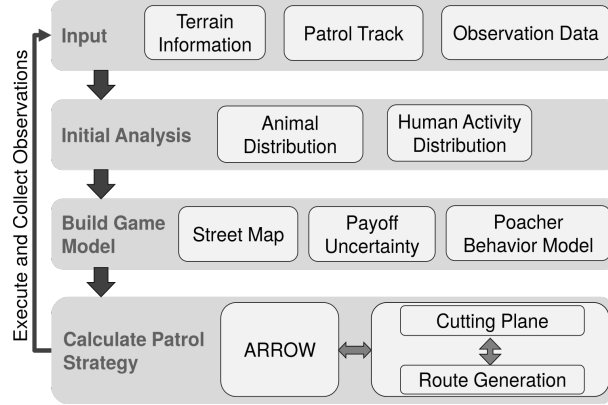 Execute and Collect Observations
Input
Terrain
Information
Patrol Track
Observation Data
Initial Analysis
Animal
Distribution
Human Activity
Distribution
Build Game
Model
Street Map
Payoff
Uncertainty
Poacher
Behavior Model
Calculate Patrol
Strategy
ARROW
Cutting Plane
Route Generation